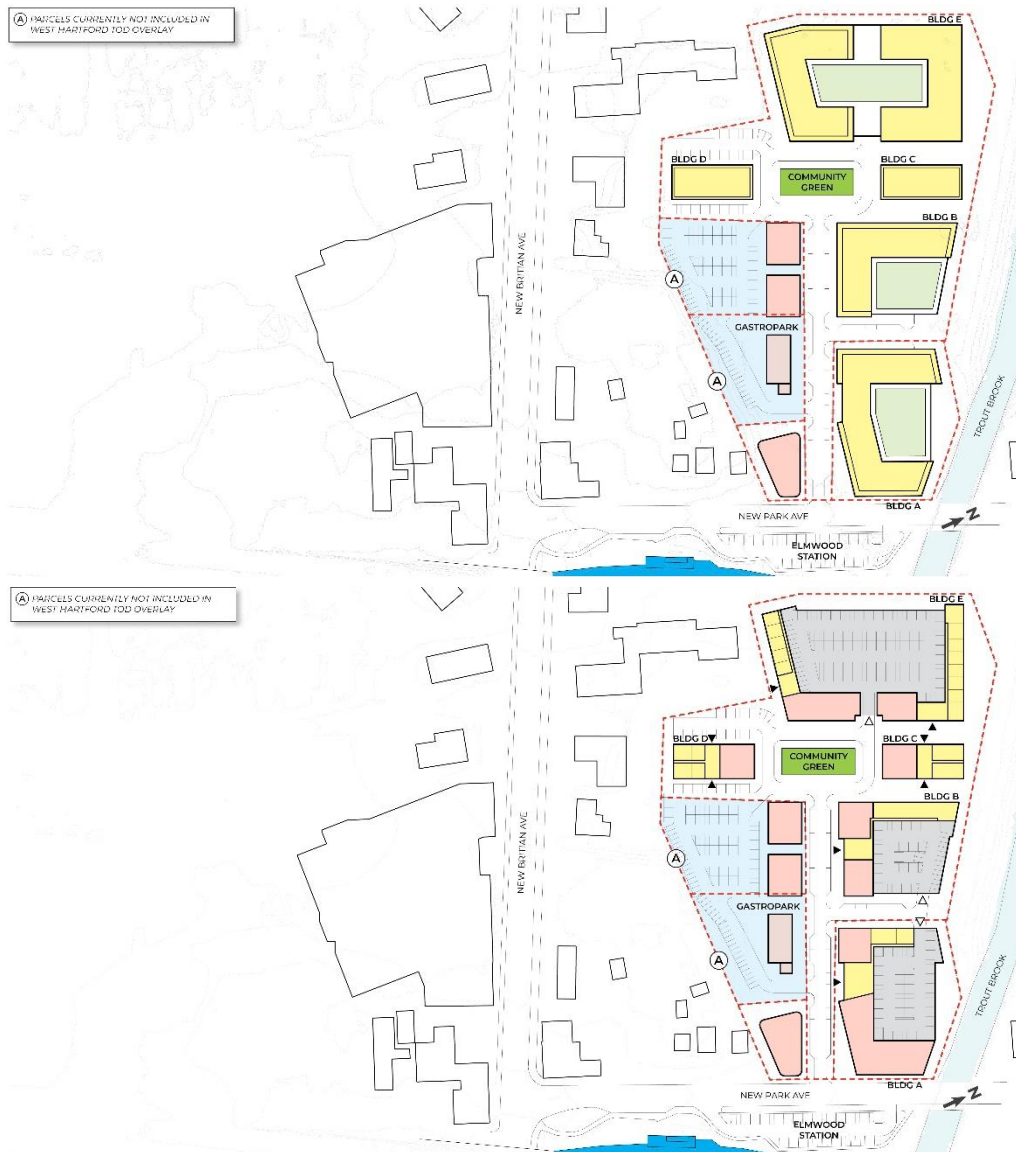 A PARCELS CURRENTLY NOT INCLUDED IN
WEST HARTFORD TOD OVERLAY
BLDG E
BLDG D
COMMUNITY
GREEN
BLDG C
BLDG B
A
NEW BRITIAN AVE
GASTROPARK
A
TROUT BROOK
BLDG A
NEW PARK AVE
N
ELMWOOD
STATION
A PARCELS CURRENTLY NOT INCLUDED IN
WEST HARTFORD TOD OVERLAY
BLDG E
BLDG D
COMMUNITY
GREEN
BLDG C
BLDG B
A
NEW BRITIAN AVE
GASTROPARK
A
TROUT BROOK
BLDG A
NEW PARK AVE
N
ELMWOOD
STATION